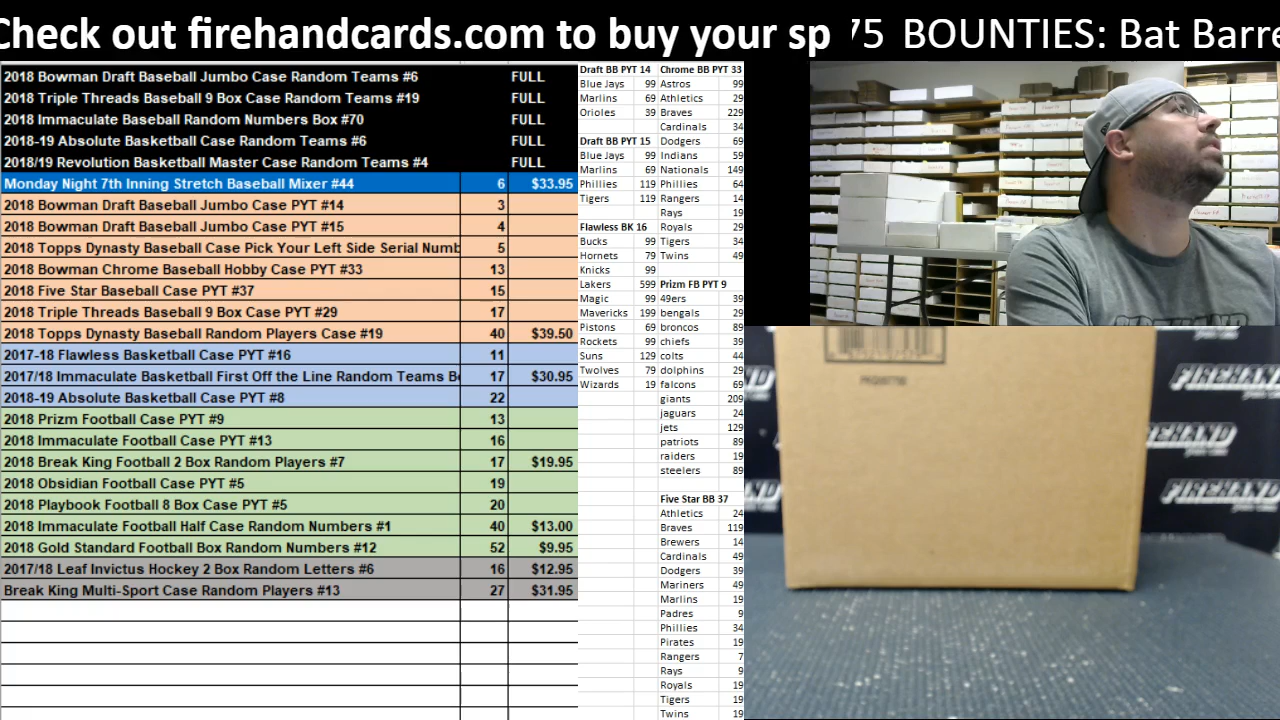 Check out firehandcards.com to buy your sp
75 BOUNTIES: Bat Barre
2018 Bowman Draft Baseball Jumbo Case Random Teams #6 FULL
2018 Triple Threads Baseball 9 Box Case Random Teams #19 FULL
2018 Immaculate Baseball Random Numbers Box #70 FULL
2018-19 Absolute Basketball Random Teams #6 FULL
2018/19 Revolution Basketball Master Case Random Teams #4 FULL
Monday Night 7th Inning Stretch Baseball Mixer #44 6 $33.95
2018 Bowman Draft Baseball Jumbo Case PYT #14 3
2018 Bowman Draft Baseball Jumbo Case PYT #15 4
2018 Topps Dynasty Baseball Case Pick Your Left Side Serial Numb 5
2018 Bowman Chrome Baseball Hobby Case PYT #33 13
2018 Five Star Baseball Case PYT #37 15
2018 Triple Threads Baseball 9 Box Case PYT #29 17
2018 Topps Dynasty Baseball Random Players Case #19 40 $39.50
2017-18 Flawless Basketball Case PYT #16 11
2017/18 Immaculate Basketball First Off the Line Random Teams B 17 $30.95
2018-19 Absolute Basketball Case PYT #8 22
2018 Prizm Football Case PYT #9 13
2018 Immaculate Football Case PYT #13 16
2018 Break King Football 2 Box Random Players #7 17 $19.95
2018 Obsidian Football Case PYT #5 19
2018 Playbook Football 8 Box Case PYT #5 20
2018 Immaculate Football Half Case Random Numbers #1 40 $13.00
2018 Gold Standard Football Box Random Numbers #12 52 $9.95
2017/18 Leaf Invictus Hockey 2 Box Random Letters #6 16 $12.95
Break King Multi-Sport Case Random Players #13 27 $31.95
Draft BB PYT 14
Blue Jays 99
Marlins 69
Orioles 39
Draft BB PYT 15
Blue Jays 99
Marlins 69
Phillies 119
Tigers 119
Flawless BK 16
Bucks 99
Hornets 79
Knicks 99
Lakers 599
Magic 99
Mavericks 199
Pistons 69
Rockets 99
Suns 129
Twolves 79
Wizards 19
Chrome BB PYT 33
Astros 99
Athletics 29
Braves 229
Cardinals 34
Dodgers 69
Indians 59
Nationals 149
Phillies 64
Rangers 14
Rays 19
Royals 29
Tigers 34
Twins 49
Prizm FB PYT 9
49ers 39
bengals 29
broncos 89
chiefs 39
colts 44
dolphins 29
falcons 69
giants 209
jaguars 24
jets 129
patriots 89
raiders 19
steelers 89
Five Star BB 37
Athletics 24
Braves 119
Brewers 14
Cardinals 49
Dodgers 39
Mariners 49
Marlins 19
Padres 9
Phillies 34
Pirates 19
Rangers 7
Rays 9
Royals 19
Tigers 19
Twins 19
FIREHAND
FIREHAND
FIREHAND
FIREHAND